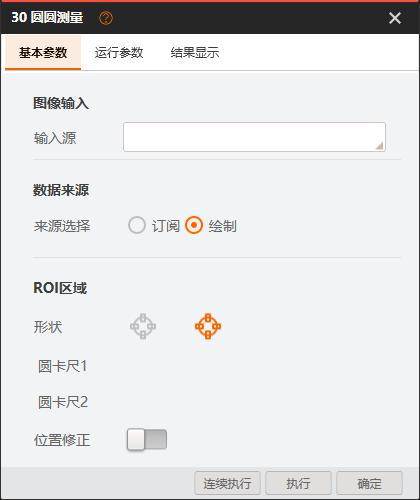 30 圆圆测量
基本参数 运行参数 结果显示
图像输入
输入源
数据来源
来源选择 订阅 绘制
ROI区域
形状
圆卡尺1
圆卡尺2
位置修正
连续执行 执行 确定